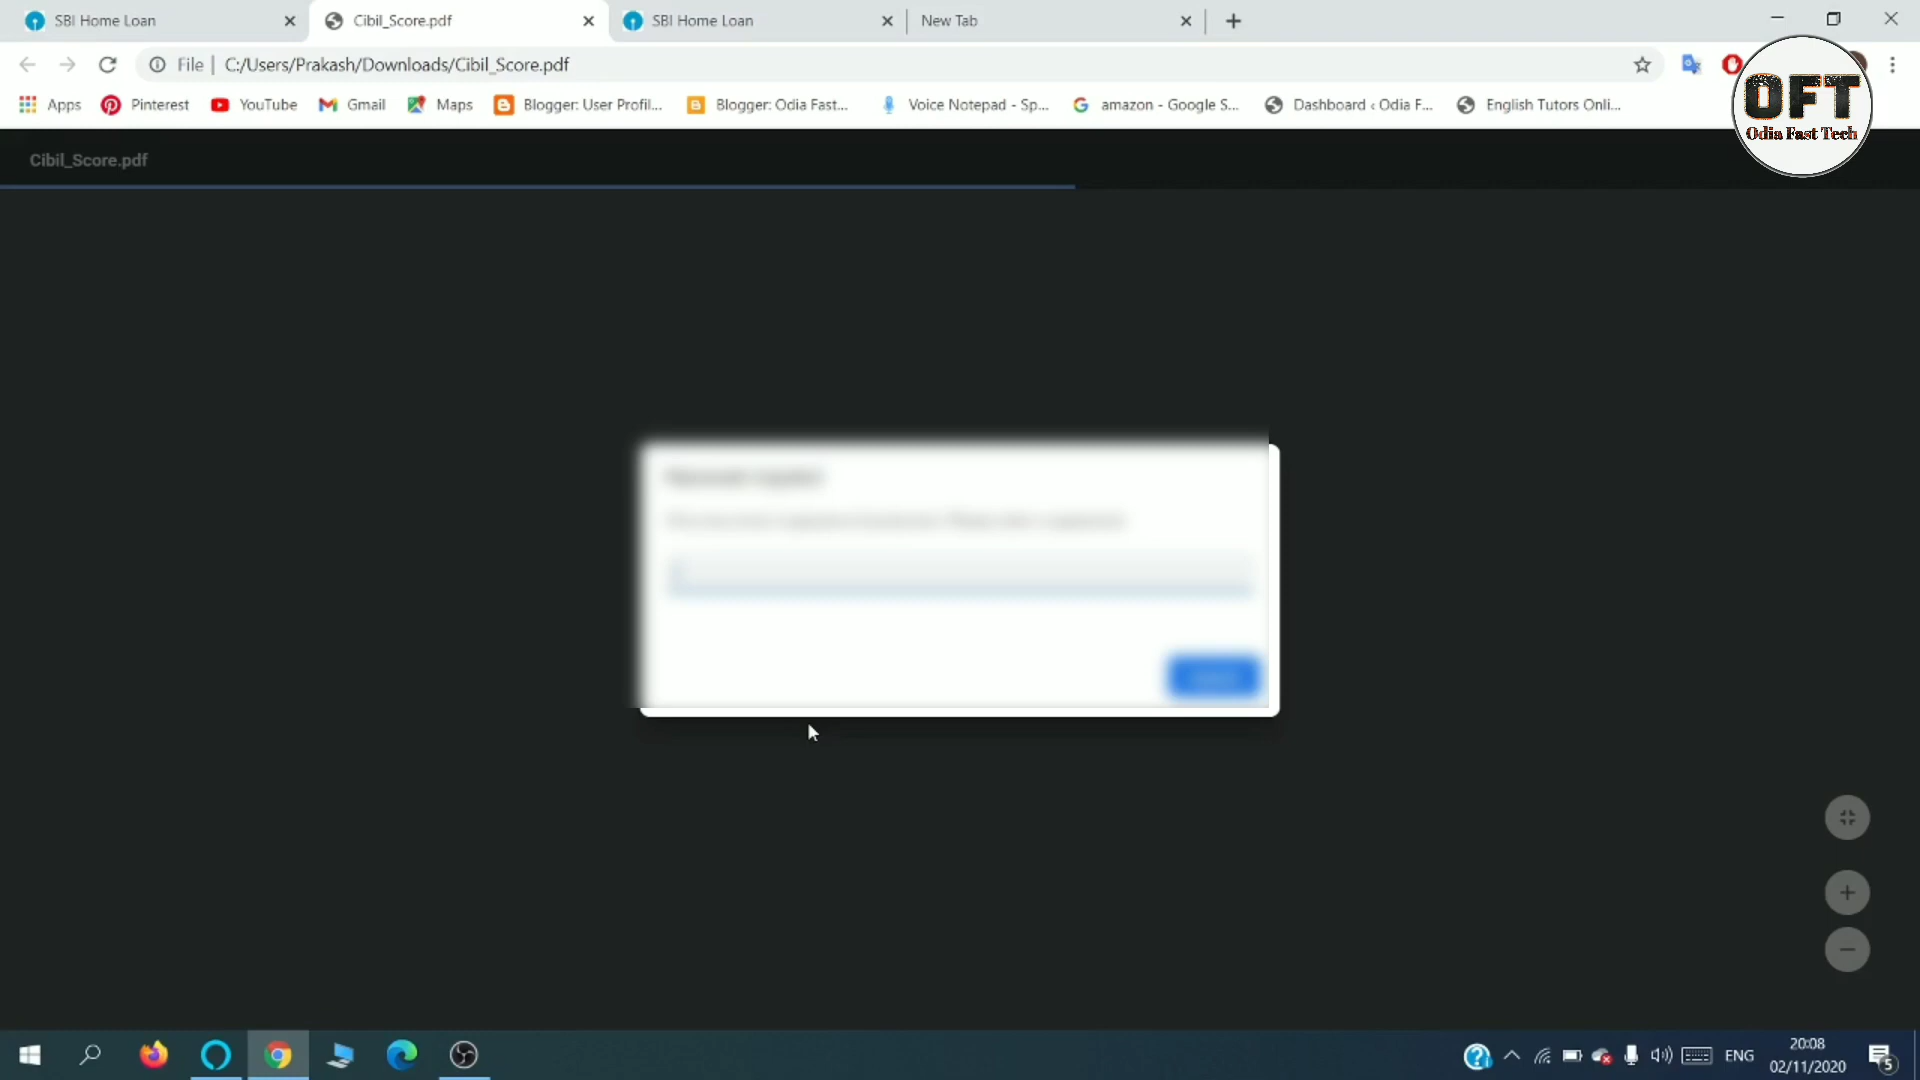 SBI Home Loan
Cibil_Score.pdf
SBI Home Loan
New Tab
File
C:/Users/Prakash/Downloads/Cibil_Score.pdf
Apps
Pinterest
YouTube
Gmail
Maps
Blogger: User Profil...
Blogger: Odia Fast...
Voice Notepad - Sp...
amazon - Google S...
Dashboard ‹ Odia F...
English Tutors Onli...
OFT
Odia Fast Tech
Cibil_Score.pdf
ENG
20:08
02/11/2020
5